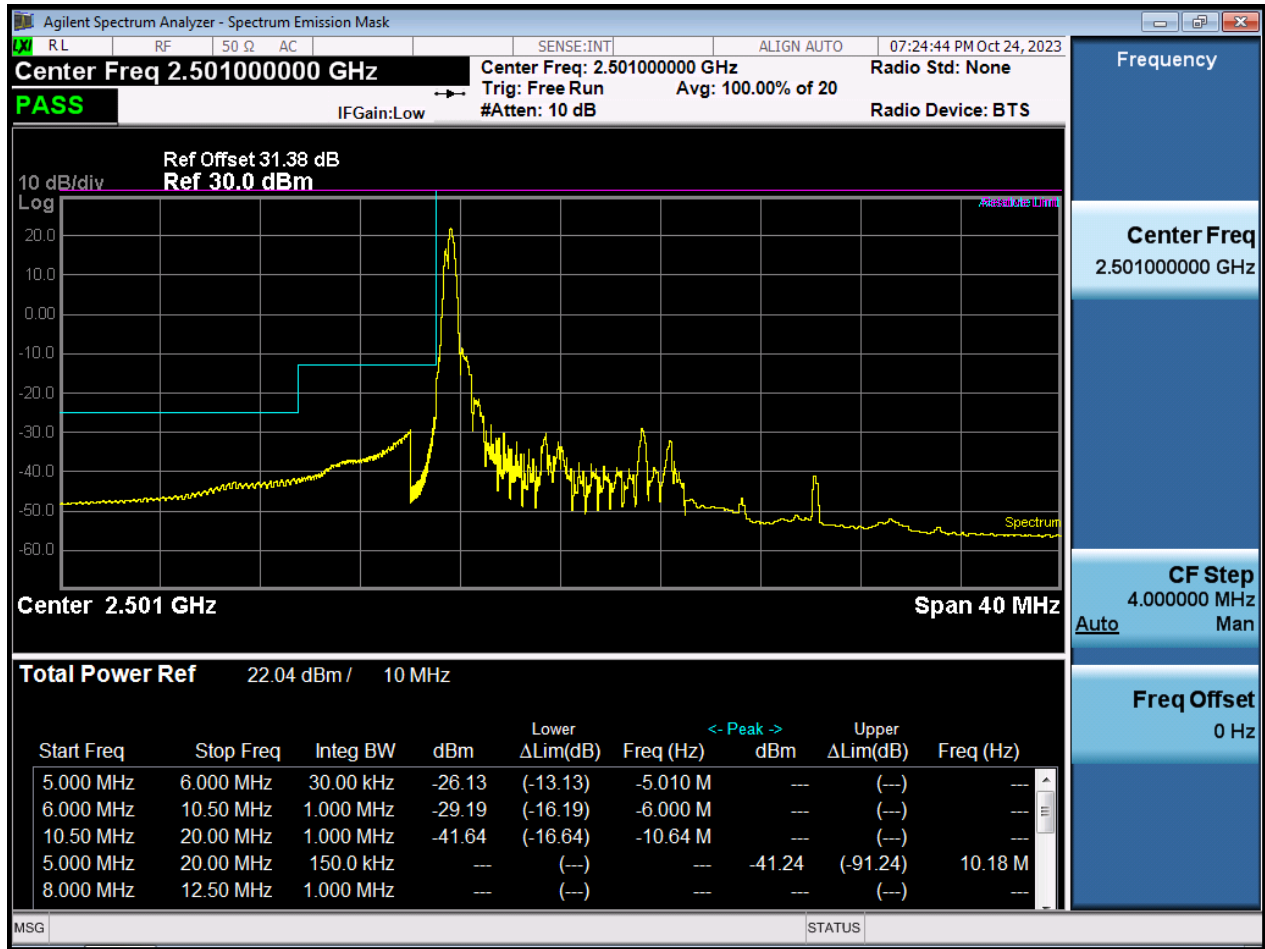 Agilent Spectrum Analyzer - Spectrum Emission Mask
LXI RL RF 50 Ω AC SENSE:INT ALIGN AUTO 07:24:44 PM Oct 24, 2023
Center Freq 2.501000000 GHz
Center Freq: 2.501000000 GHz Radio Std: None
Trig: Free Run Avg: 100.00% of 20
PASS IFGain:Low #Atten: 10 dB Radio Device: BTS
Ref Offset 31.38 dB
10 dB/div Ref 30.0 dBm
Log
20.0
10.0
0.00
-10.0
-20.0
-30.0
-40.0
-50.0
Spectrum
-60.0
Center 2.501 GHz Span 40 MHz
Total Power Ref 22.04 dBm / 10 MHz
Lower <- Peak -> Upper
Start Freq Stop Freq Integ BW dBm ΔLim(dB) Freq (Hz) dBm ΔLim(dB) Freq (Hz)
5.000 MHz 6.000 MHz 30.00 kHz -26.13 (-13.13) -5.010 M --- (---) ---
6.000 MHz 10.50 MHz 1.000 MHz -29.19 (-16.19) -6.000 M --- (---) ---
10.50 MHz 20.00 MHz 1.000 MHz -41.64 (-16.64) -10.64 M --- (---) ---
5.000 MHz 20.00 MHz 150.0 kHz --- (---) --- -41.24 (-91.24) 10.18 M
8.000 MHz 12.50 MHz 1.000 MHz --- (---) --- --- (---) ---
MSG STATUS
Frequency
Center Freq
2.501000000 GHz
CF Step
4.000000 MHz
Auto Man
Freq Offset
0 Hz